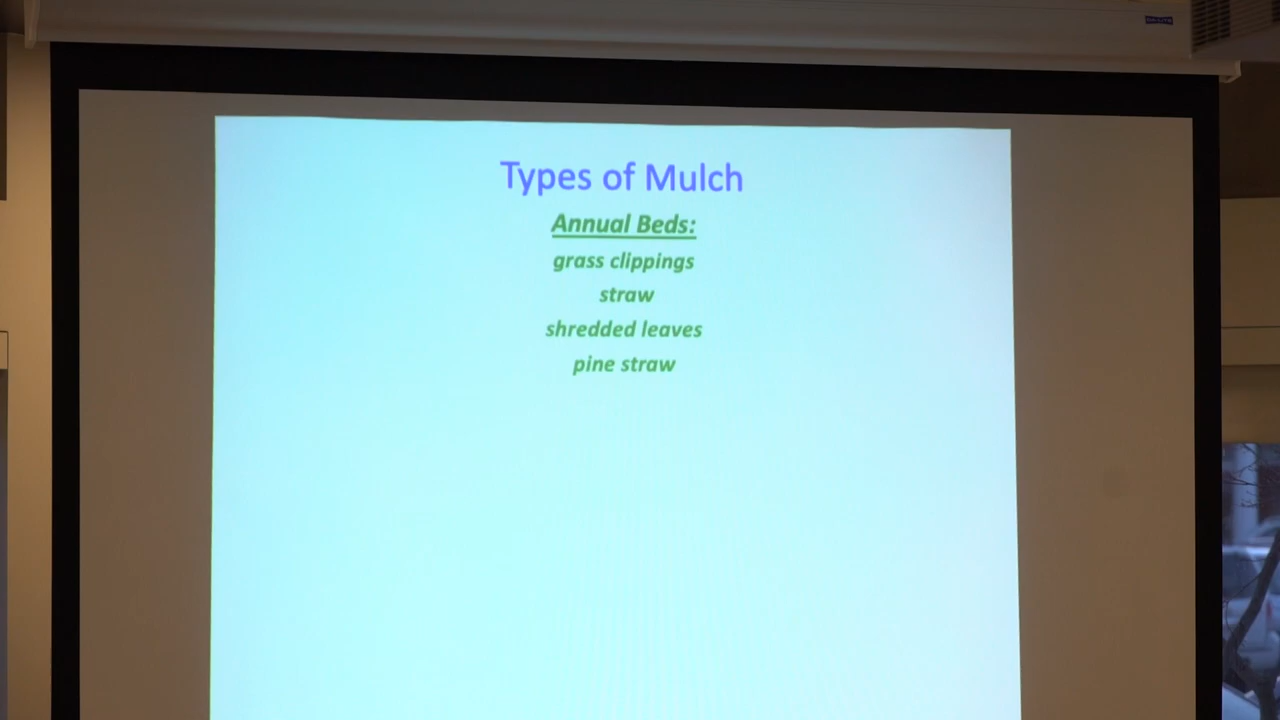 Types of Mulch
Annual Beds:
grass clippings
straw
shredded leaves
pine straw